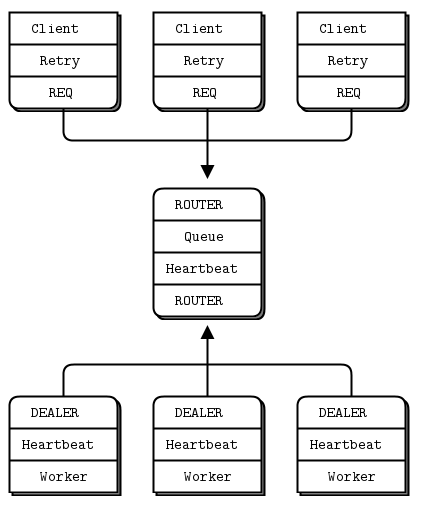 Client Client Client
Retry Retry Retry
REQ REQ REQ
ROUTER
Queue
Heartbeat
ROUTER
DEALER DEALER DEALER
Heartbeat Heartbeat Heartbeat
Worker Worker Worker